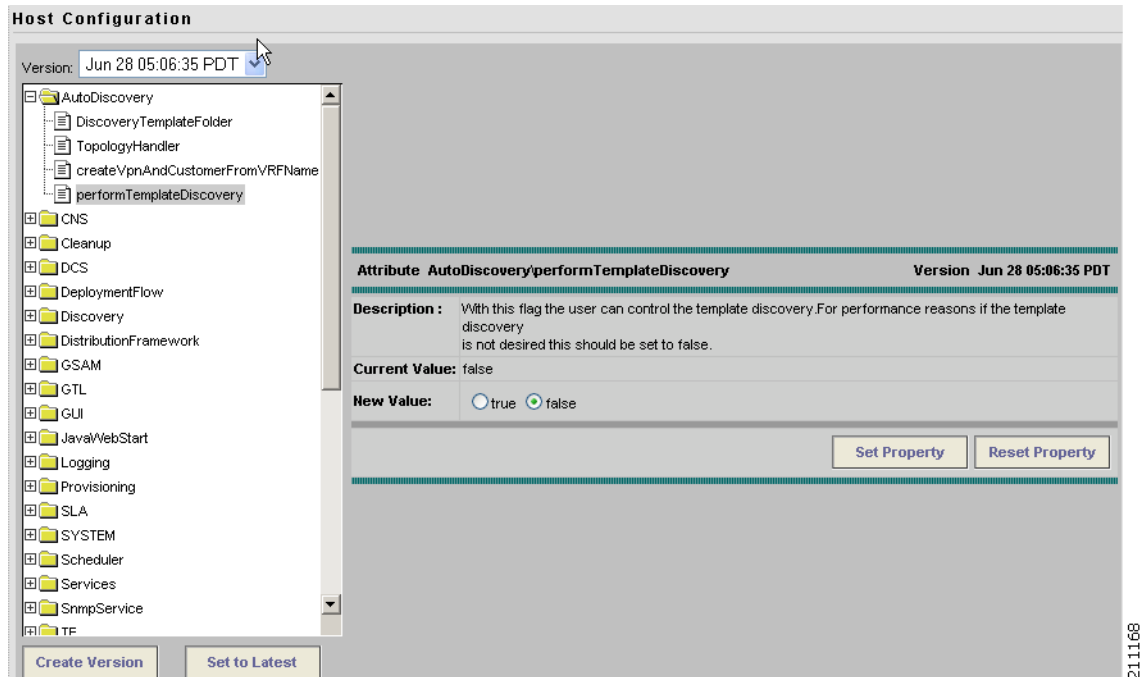 Host Configuration
Version: Jun 28 05:06:35 PDT
AutoDiscovery
DiscoveryTemplateFolder
TopologyHandler
createVpnAndCustomerFromVRFName
performTemplateDiscovery
CNS
Cleanup
DCS
DeploymentFlow
Discovery
DistributionFramework
GSAM
GTL
GUI
JavaWebStart
Logging
Provisioning
SLA
SYSTEM
Scheduler
Services
SnmpService
TE
Create Version Set to Latest
Attribute AutoDiscovery\performTemplateDiscovery Version Jun 28 05:06:35 PDT
Description : With this flag the user can control the template discovery.For performance reasons if the template
discovery
is not desired this should be set to false.
Current Value: false
New Value: true false
Set Property Reset Property
211168